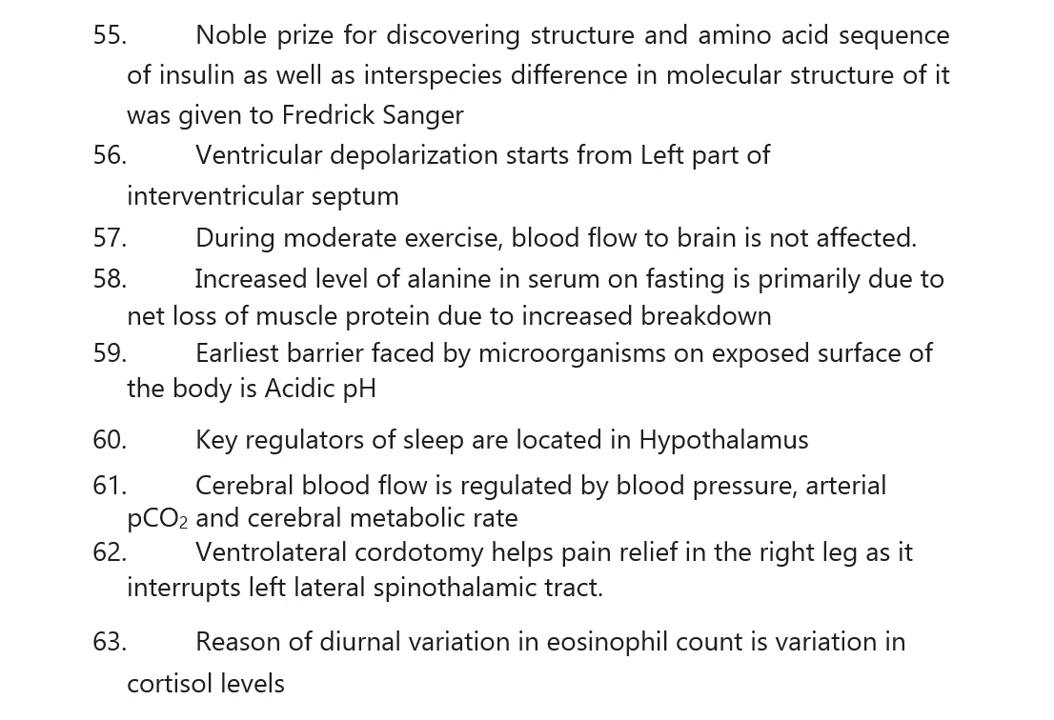 55. Noble prize for discovering structure and amino acid sequence
of insulin as well as interspecies difference in molecular structure of it
was given to Fredrick Sanger
56. Ventricular depolarization starts from Left part of
interventricular septum
57. During moderate exercise, blood flow to brain is not affected.
58. Increased level of alanine in serum on fasting is primarily due to
net loss of muscle protein due to increased breakdown
59. Earliest barrier faced by microorganisms on exposed surface of
the body is Acidic pH
60. Key regulators of sleep are located in Hypothalamus
61. Cerebral blood flow is regulated by blood pressure, arterial
pCO₂ and cerebral metabolic rate
62. Ventrolateral cordotomy helps pain relief in the right leg as it
interrupts left lateral spinothalamic tract.
63. Reason of diurnal variation in eosinophil count is variation in
cortisol levels